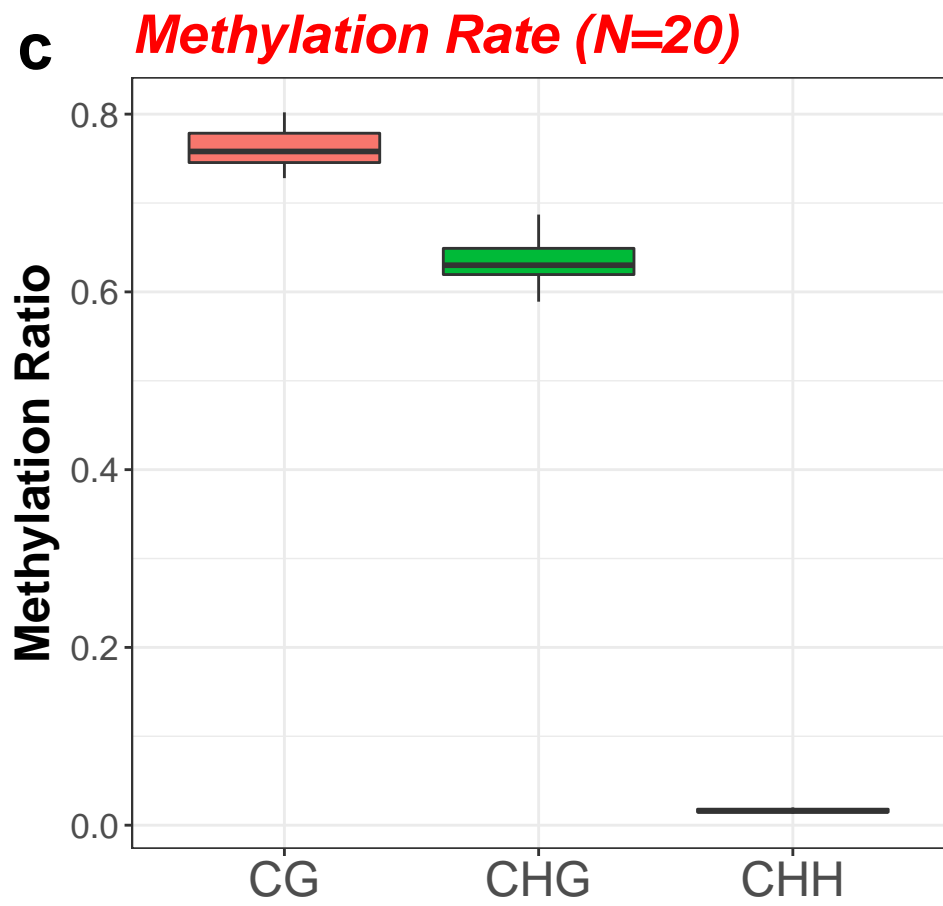 c
Methylation Rate (N=20)
Methylation Ratio
0.8
0.6
0.4
0.2
0.0
CG CHG CHH